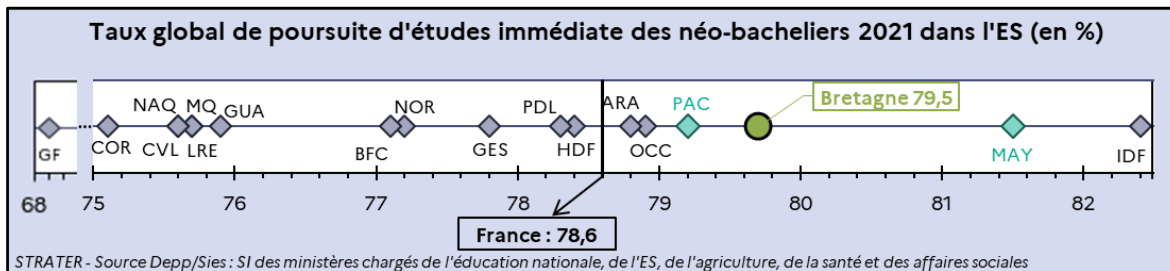 Taux global de poursuite d'études immédiate des néo-bacheliers 2021 dans l'ES (en %)
NAQ MQ GUA NOR PDL ARA PAC Bretagne 79,5
GF COR CVL LRE BFC GES HDF OCC MAY IDF
68 75 76 77 78 79 80 81 82
France : 78,6
STRATER - Source Depp/Sies : SI des ministères chargés de l'éducation nationale, de l'ES, de l'agriculture, de la santé et des affaires sociales